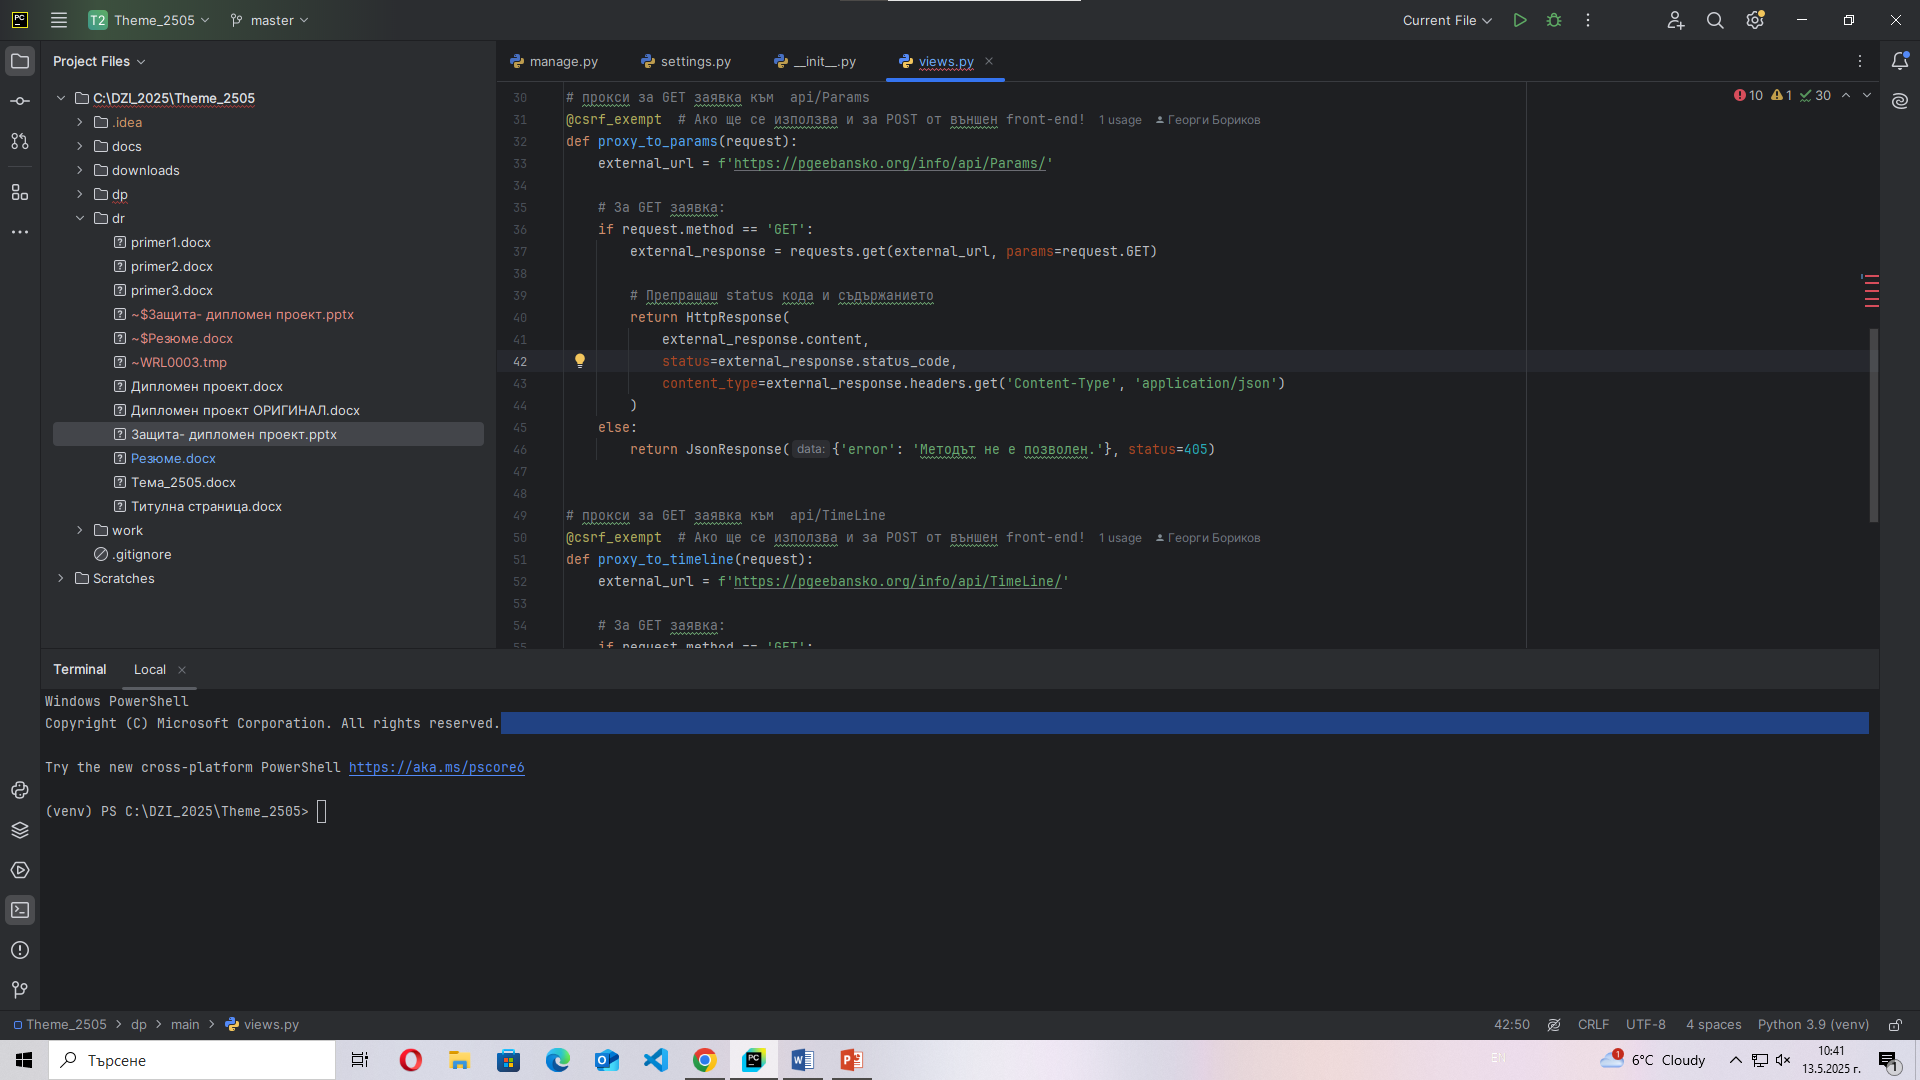 T2 Theme_2505 master Current File
Project Files
manage.py settings.py __init__.py views.py
C:\DZI_2025\Theme_2505
.idea
docs
downloads
dp
dr
primer1.docx
primer2.docx
primer3.docx
~$Защита- дипломен проект.pptx
~$Резюме.docx
~WRL0003.tmp
Дипломен проект.docx
Дипломен проект ОРИГИНАЛ.docx
Защита- дипломен проект.pptx
Резюме.docx
Тема_2505.docx
Титулна страница.docx
work
.gitignore
Scratches
10 1 30
30 # прокси за GET заявка към  api/Params
31 @csrf_exempt  # Ако ще се използва и за POST от външен front-end! 1 usage Георги Бориков
32 def proxy_to_params(request):
33 external_url = f'https://pgeebansko.org/info/api/Params/'
34
35 # За GET заявка:
36 if request.method == 'GET':
37 external_response = requests.get(external_url, params=request.GET)
38
39 # Препращаш status кода и съдържанието
40 return HttpResponse(
41 external_response.content,
42 status=external_response.status_code,
43 content_type=external_response.headers.get('Content-Type', 'application/json')
44 )
45 else:
46 return JsonResponse( data: {'error': 'Методът не е позволен.'}, status=405)
47
48
49 # прокси за GET заявка към  api/TimeLine
50 @csrf_exempt  # Ако ще се използва и за POST от външен front-end! 1 usage Георги Бориков
51 def proxy_to_timeline(request):
52 external_url = f'https://pgeebansko.org/info/api/TimeLine/'
53
54 # За GET заявка:
55 if request.method == 'GET':
Terminal Local
Windows PowerShell
Copyright (C) Microsoft Corporation. All rights reserved.
Try the new cross-platform PowerShell https://aka.ms/pscore6
(venv) PS C:\DZI_2025\Theme_2505>
Theme_2505 > dp > main > views.py 42:50 CRLF UTF-8 4 spaces Python 3.9 (venv)
Търсене EN 1 6°C Cloudy 10:41
13.5.2025 г. 1